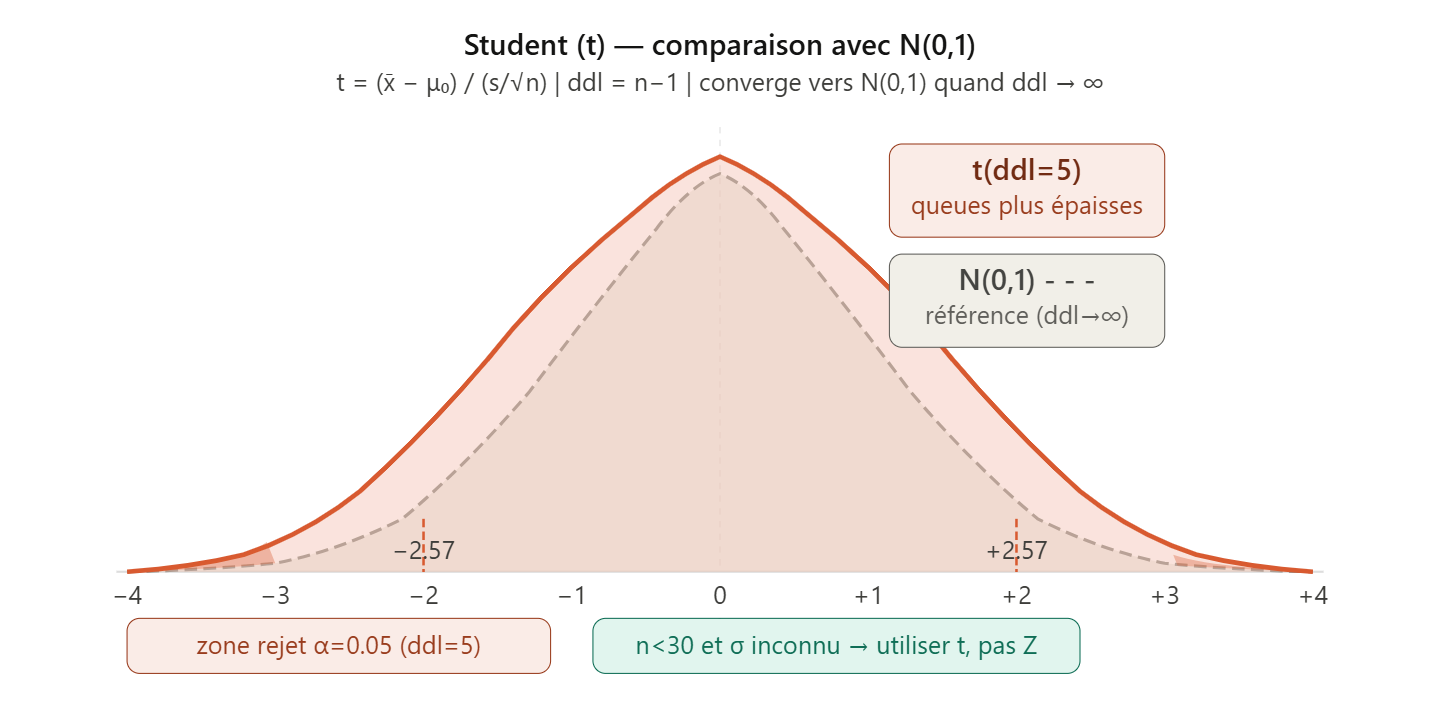 Student (t) — comparaison avec N(0,1)
t = (x̄ − μ₀) / (s/√n) | ddl = n−1 | converge vers N(0,1) quand ddl → ∞
t(ddl=5)
queues plus épaisses
N(0,1) - - -
référence (ddl→∞)
−2.57
+2.57
−4 −3 −2 −1 0 +1 +2 +3 +4
zone rejet α=0.05 (ddl=5)
n<30 et σ inconnu → utiliser t, pas Z